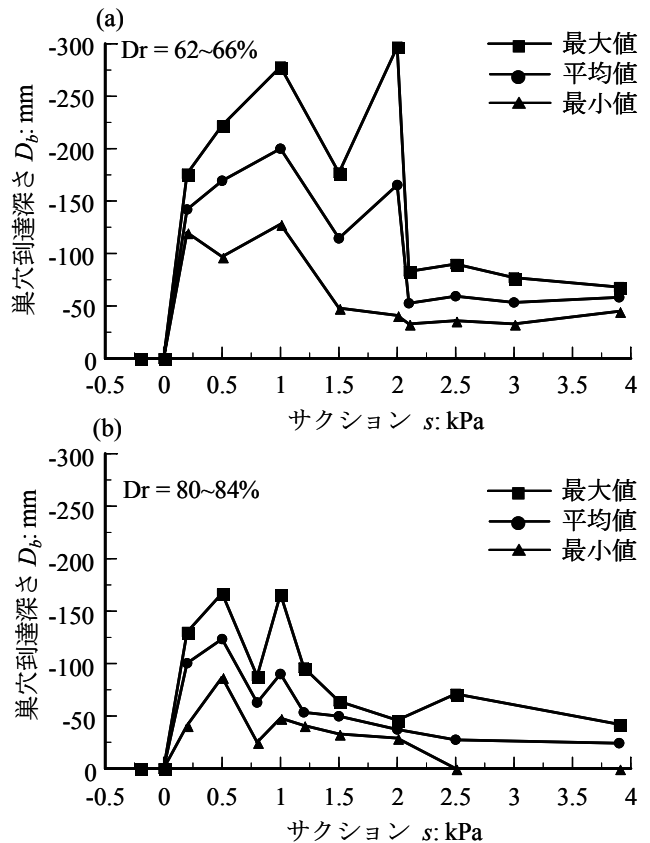 (a)
-300
-250
-200
-150
-100
-50
0
巣穴到達深さ Db: mm
Dr = 62~66%
最大値
平均値
最小値
-0.5 0 0.5 1 1.5 2 2.5 3 3.5 4
サクション s: kPa
(b)
-300
-250
-200
-150
-100
-50
0
巣穴到達深さ Db: mm
Dr = 80~84%
最大値
平均値
最小値
-0.5 0 0.5 1 1.5 2 2.5 3 3.5 4
サクション s: kPa